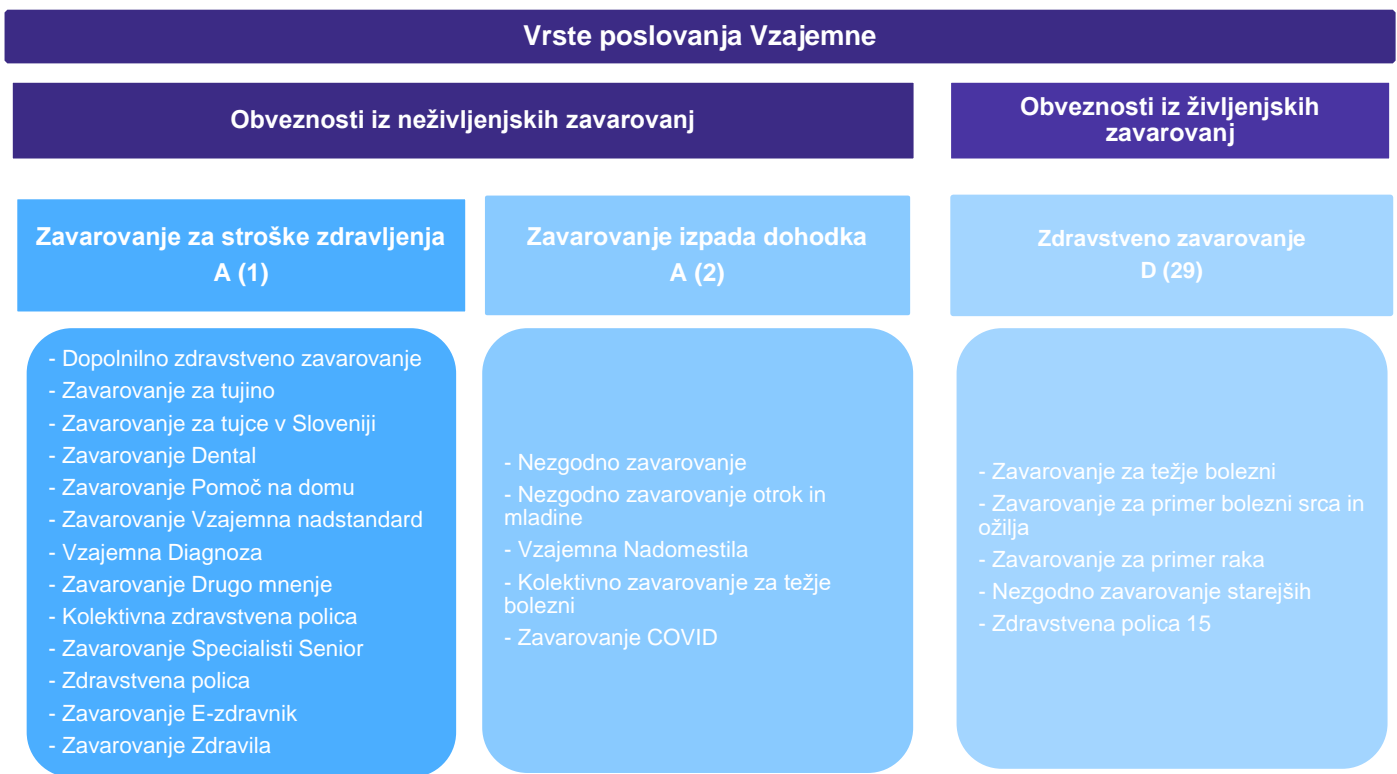 Vrste poslovanja Vzajemne
Obveznosti iz neživljenjskih zavarovanj
Obveznosti iz življenjskih
zavarovanj
Zavarovanje za stroške zdravljenja
A (1)
Zavarovanje izpada dohodka
A (2)
Zdravstveno zavarovanje
D (29)
- Dopolnilno zdravstveno zavarovanje
- Zavarovanje za tujino
- Zavarovanje za tujce v Sloveniji
- Zavarovanje Dental
- Zavarovanje Pomoč na domu
- Zavarovanje Vzajemna nadstandard
- Vzajemna Diagnoza
- Zavarovanje Drugo mnenje
- Kolektivna zdravstvena polica
- Zavarovanje Specialisti Senior
- Zdravstvena polica
- Zavarovanje E-zdravnik
- Zavarovanje Zdravila
- Nezgodno zavarovanje
- Nezgodno zavarovanje otrok in
mladine
- Vzajemna Nadomestila
- Kolektivno zavarovanje za težje
bolezni
- Zavarovanje COVID
- Zavarovanje za težje bolezni
- Zavarovanje za primer bolezni srca in
ožilja
- Zavarovanje za primer raka
- Nezgodno zavarovanje starejših
- Zdravstvena polica 15